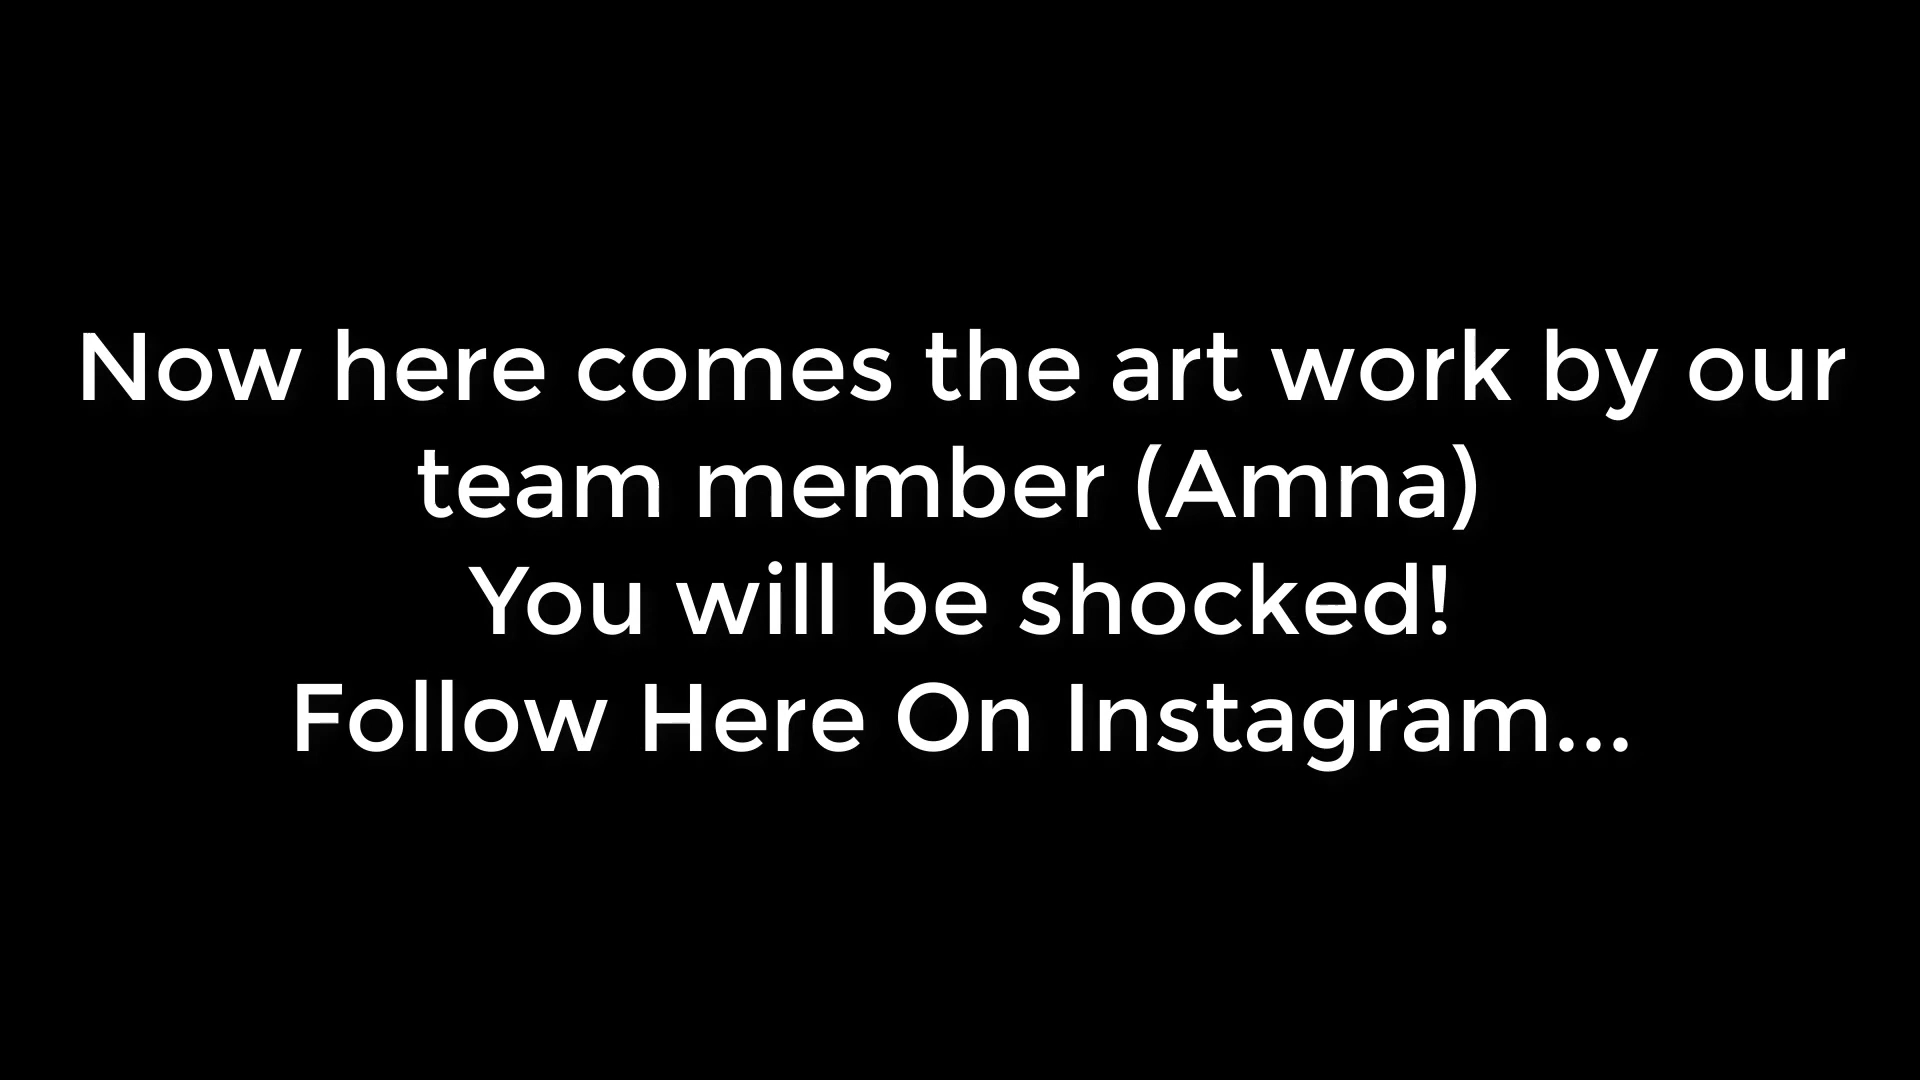 Now here comes the art work by our
team member (Amna)
You will be shocked!
Follow Here On Instagram...